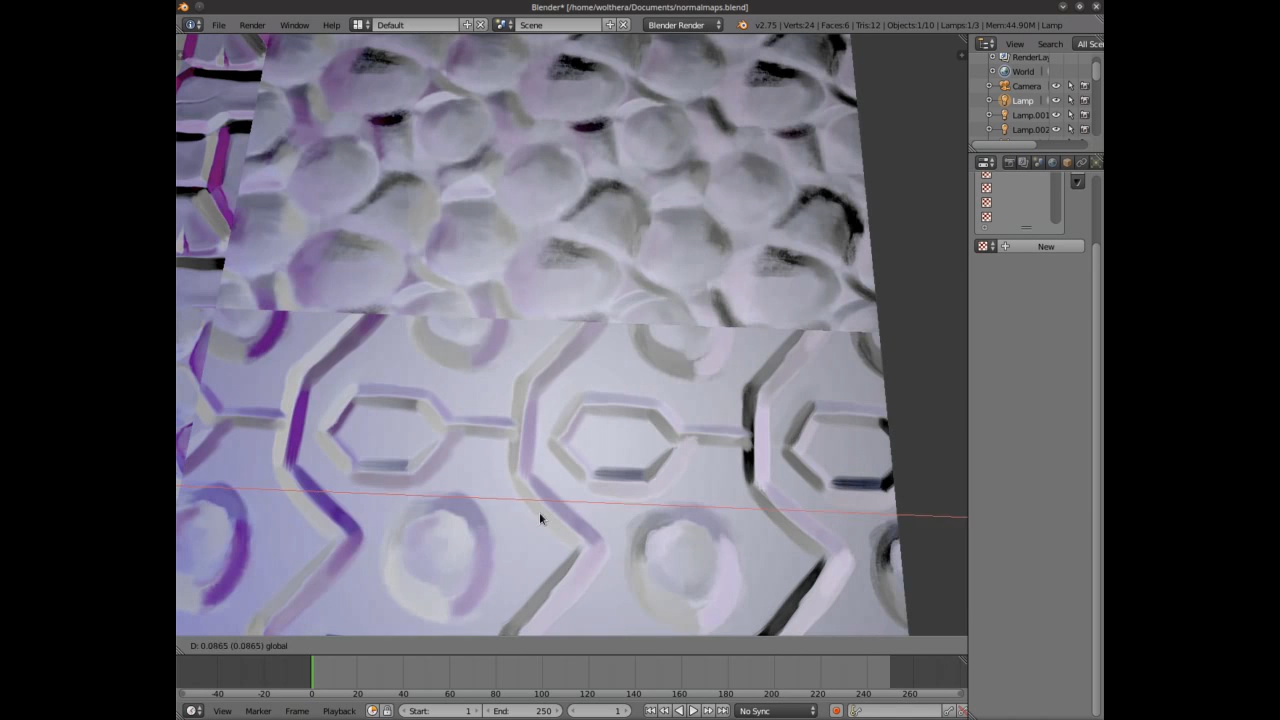 Blender* [/home/wolthera/Documents/normalmaps.blend]
File Render Window Help Default Scene Blender Render v2.75 | Verts:24 | Faces:6 | Tris:12 | Objects:1/10 | Lamps:1/3 | Mem:44.90M | Lamp
View Search All Sce
RenderLay
World
Camera
Lamp
Lamp.001
Lamp.002
New
D: 0.0865 (0.0865) global
-40 -20 0 20 40 60 80 100 120 140 160 180 200 220 240 260
View Marker Frame Playback Start: 1 End: 250 1 No Sync